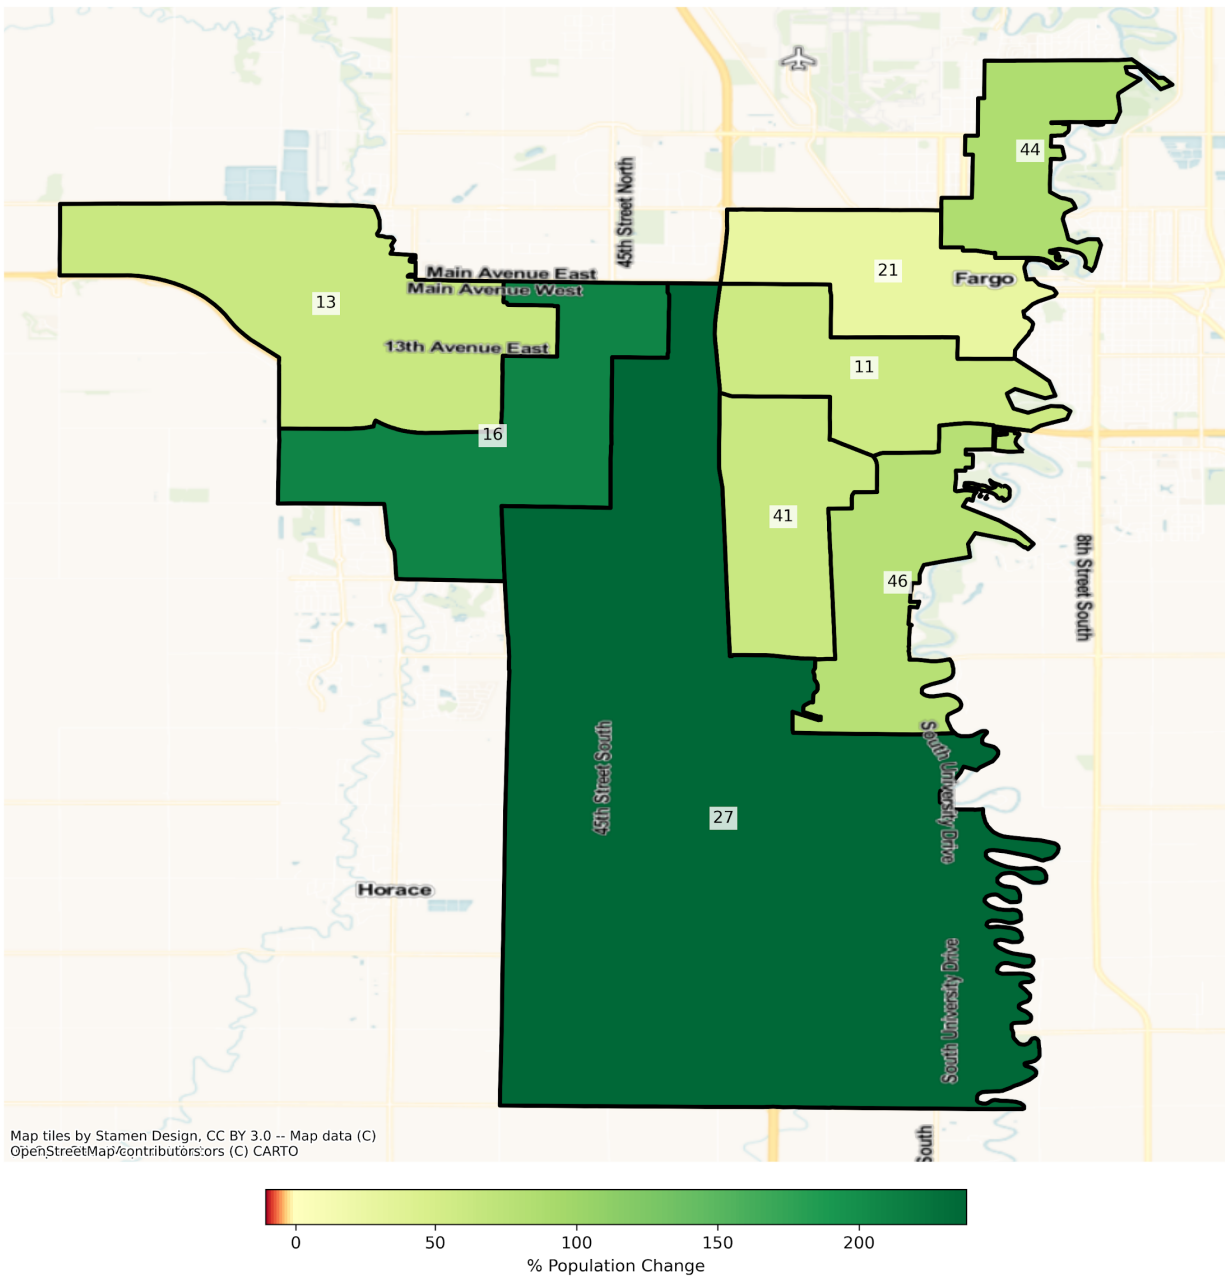 44
45th Street North
21
Main Avenue East
Fargo
Main Avenue West
13
13th Avenue East
11
16
41
8th Street South
46
South University Drive
45th Street South
27
Horace
South University Drive
South
Map tiles by Stamen Design, CC BY 3.0 -- Map data (C)
OpenStreetMap contributors (C) CARTO
0
50
100
150
200
% Population Change